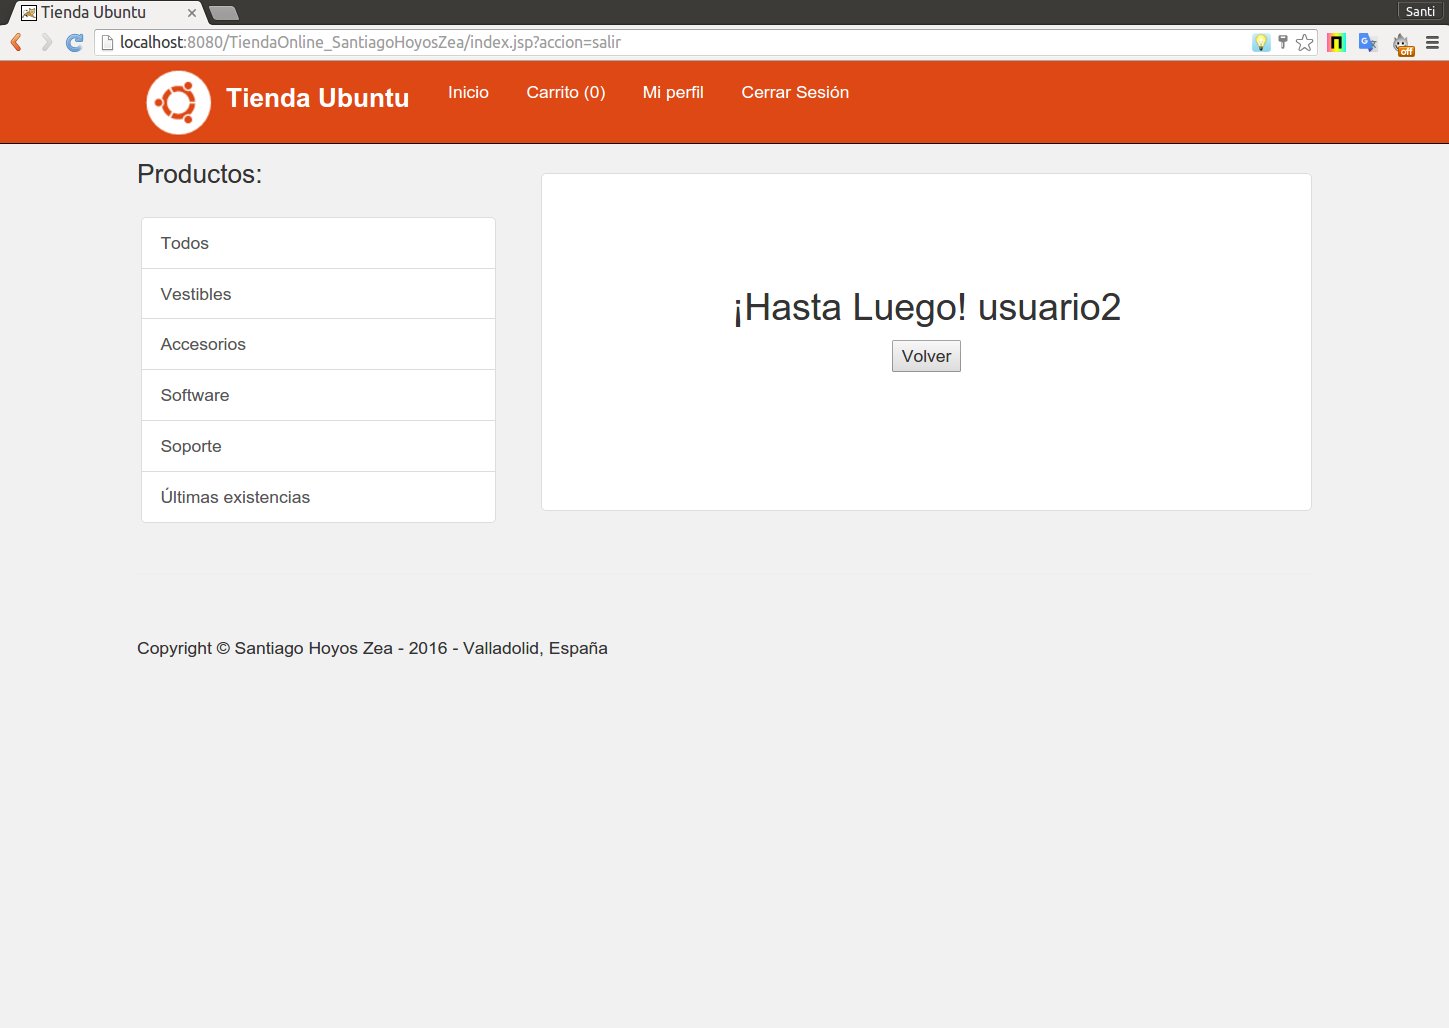 Tienda Ubuntu
Santi
localhost:8080/TiendaOnline_SantiagoHoyosZea/index.jsp?accion=salir
off
Tienda Ubuntu Inicio Carrito (0) Mi perfil Cerrar Sesión
Productos:
Todos
Vestibles
Accesorios
Software
Soporte
Últimas existencias
¡Hasta Luego! usuario2
Volver
Copyright © Santiago Hoyos Zea - 2016 - Valladolid, España